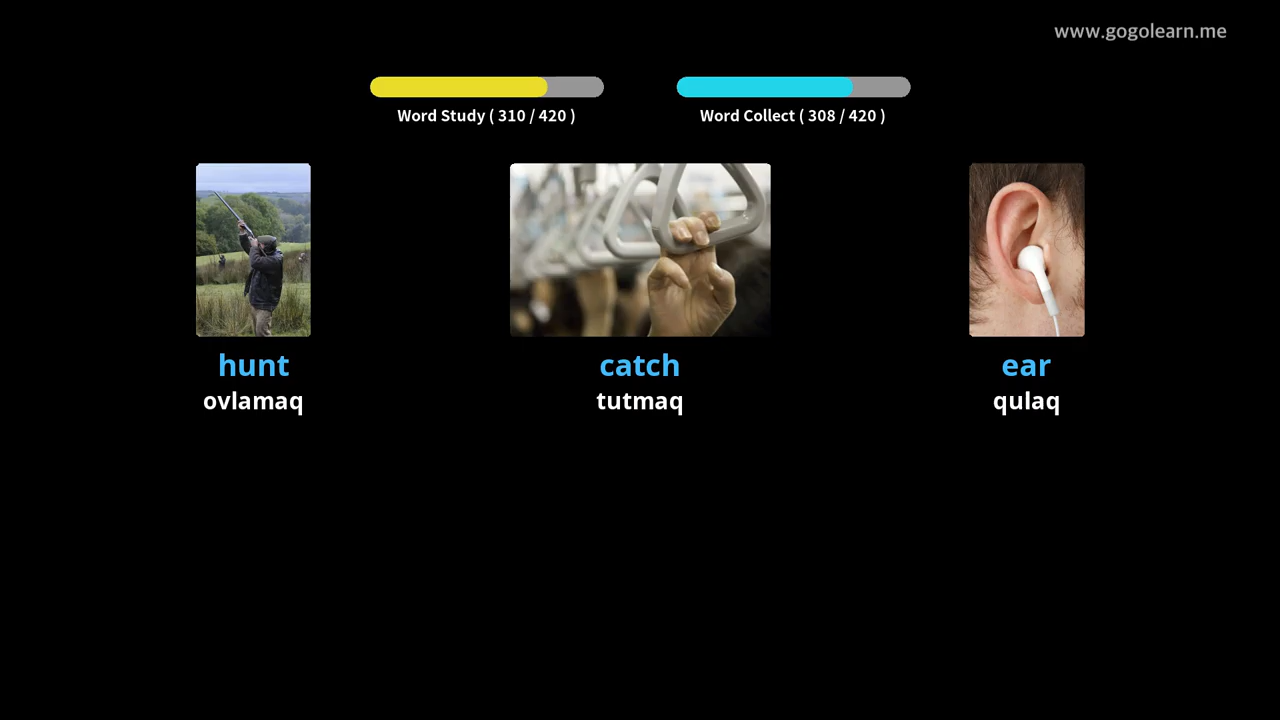 www.gogolearn.me
Word Study ( 310 / 420 )
Word Collect ( 308 / 420 )
hunt
ovlamaq
catch
tutmaq
ear
qulaq